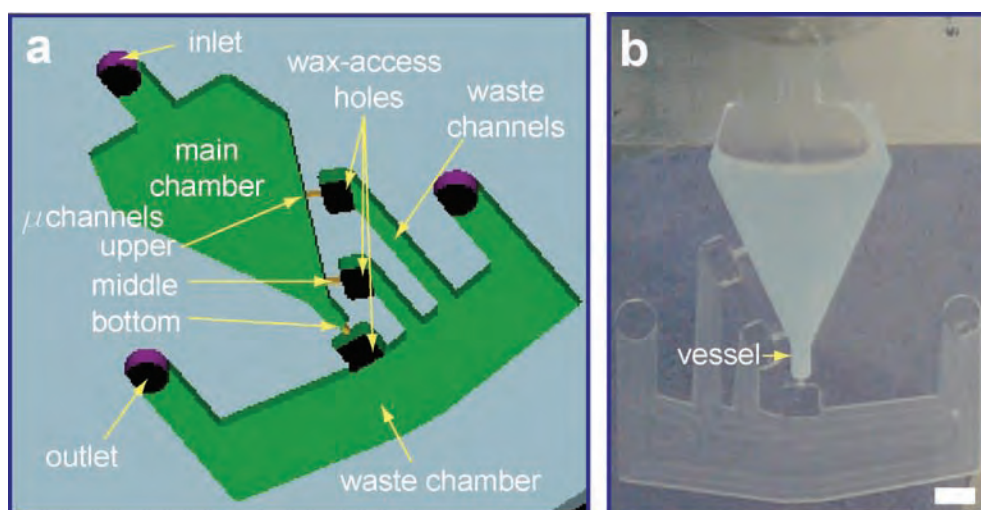 a
inlet
wax-access
holes
waste
channels
main
chamber
μchannels
upper
middle
bottom
outlet
waste chamber
b
vessel